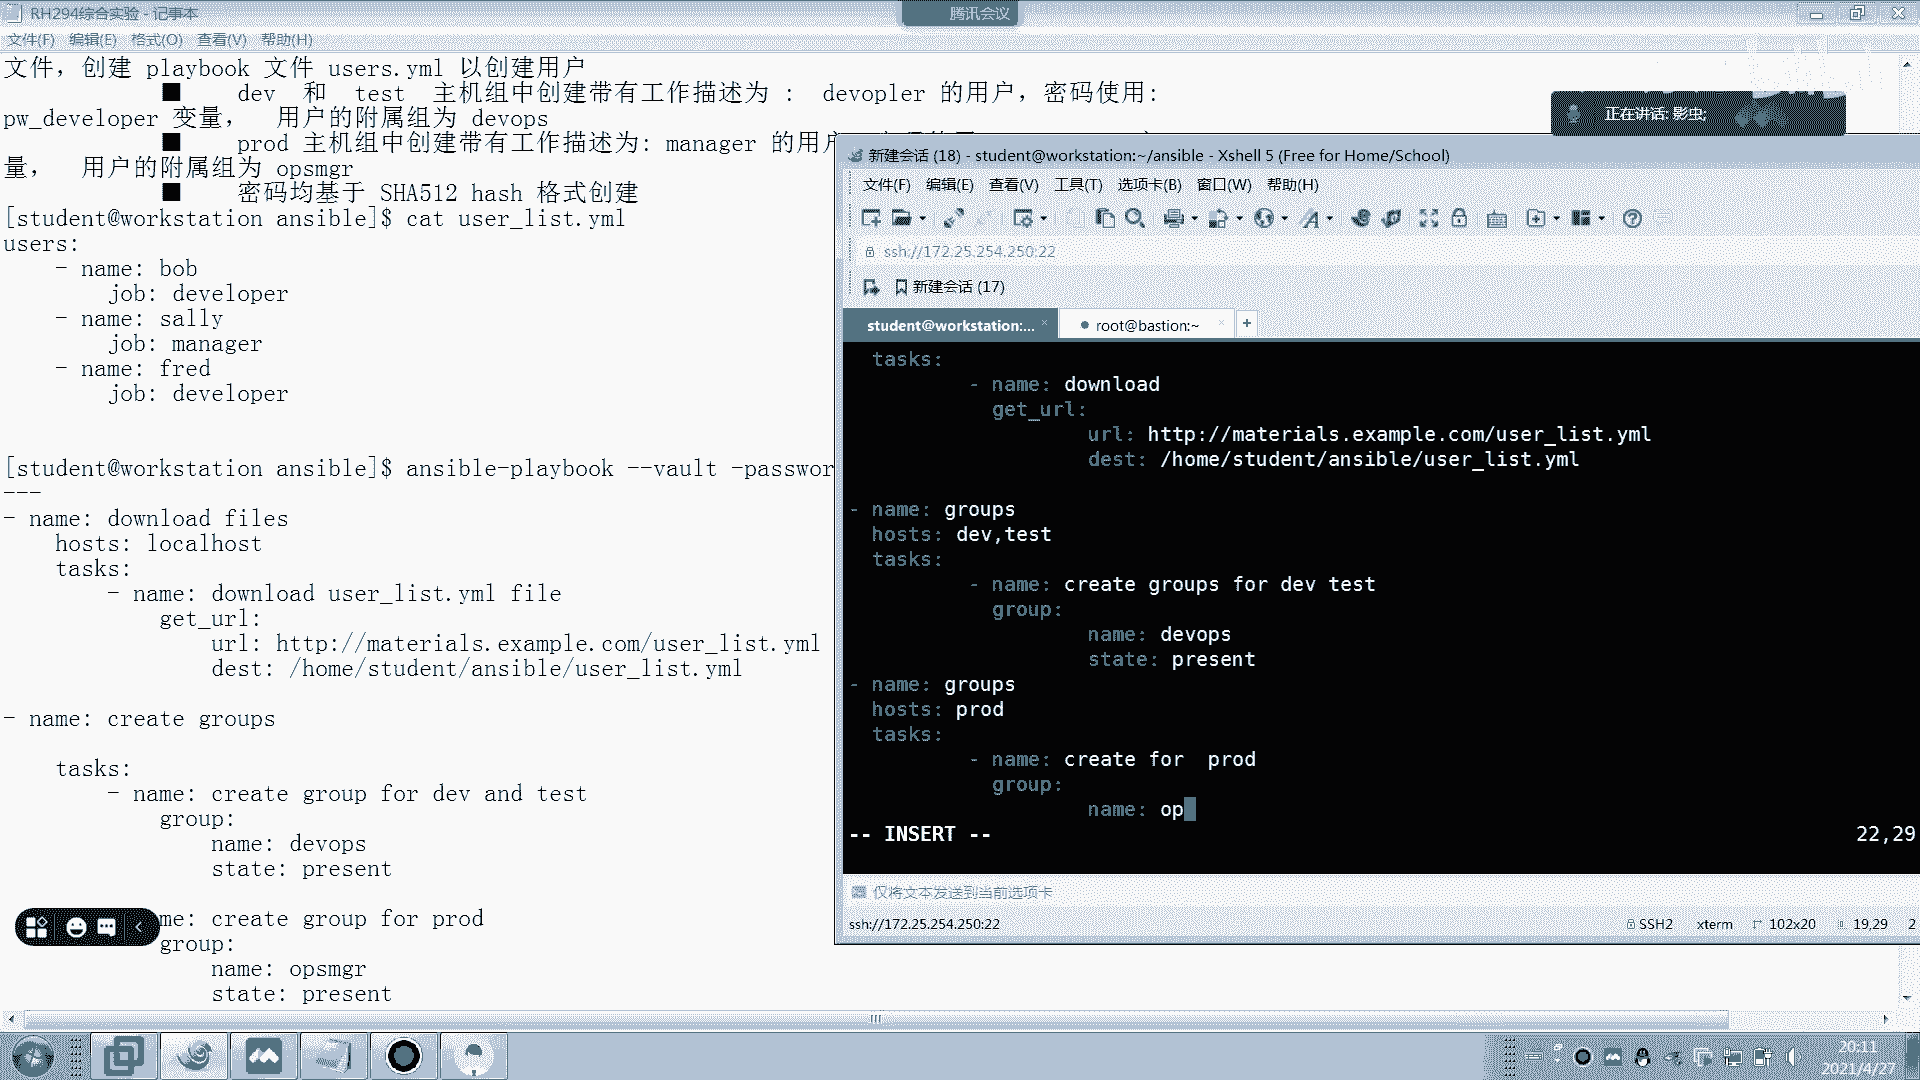 RH294综合实验 - 记事本
腾讯会议
文件(F) 编辑(E) 格式(O) 查看(V) 帮助(H)
文件，创建 playbook 文件 users.yml 以创建用户
■ dev 和 test 主机组中创建带有工作描述为 : devopler 的用户，密码使用:
pw_developer 变量， 用户的附属组为 devops
■ prod 主机组中创建带有工作描述为: manager 的用户
量， 用户的附属组为 opsmgr
■ 密码均基于 SHA512 hash 格式创建
[student@workstation ansible]$ cat user_list.yml
users:
- name: bob
job: developer
- name: sally
job: manager
- name: fred
job: developer
[student@workstation ansible]$ ansible-playbook --vault -passwor
---
- name: download files
hosts: localhost
tasks:
- name: download user_list.yml file
get_url:
url: http://materials.example.com/user_list.yml
dest: /home/student/ansible/user_list.yml
- name: create groups
tasks:
- name: create group for dev and test
group:
name: devops
state: present
me: create group for prod
group:
name: opsmgr
state: present
正在讲话: 影虫;
新建会话 (18) - student@workstation:~/ansible - Xshell 5 (Free for Home/School)
文件(F) 编辑(E) 查看(V) 工具(T) 选项卡(B) 窗口(W) 帮助(H)
ssh://172.25.254.250:22
新建会话 (17)
student@workstation:... × root@bastion:~ × +
tasks:
- name: download
get_url:
url: http://materials.example.com/user_list.yml
dest: /home/student/ansible/user_list.yml
- name: groups
hosts: dev,test
tasks:
- name: create groups for dev test
group:
name: devops
state: present
- name: groups
hosts: prod
tasks:
- name: create for  prod
group:
name: op
-- INSERT -- 22,29
仅将文本发送到当前选项卡
ssh://172.25.254.250:22 SSH2 xterm 102x20 19,29 2
20:11
2021/4/27